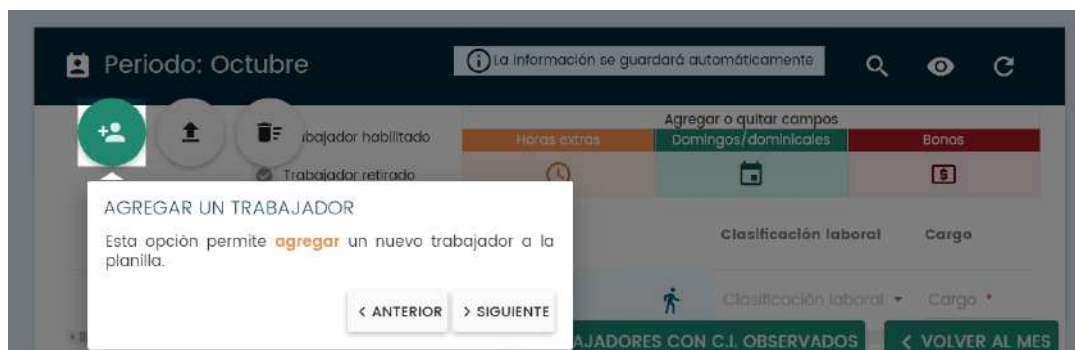 Periodo: Octubre
La información se guardará automáticamente
Agregar o quitar campos
Trabajador habilitado
Horas extras
Domingos/dominicales
Bonos
Trabajador retirado
AGREGAR UN TRABAJADOR
Esta opción permite agregar un nuevo trabajador a la
planilla.
< ANTERIOR
> SIGUIENTE
Clasificación laboral
Cargo
Clasificación laboral
Cargo *
AJADORES CON C.I. OBSERVADOS
< VOLVER AL MES